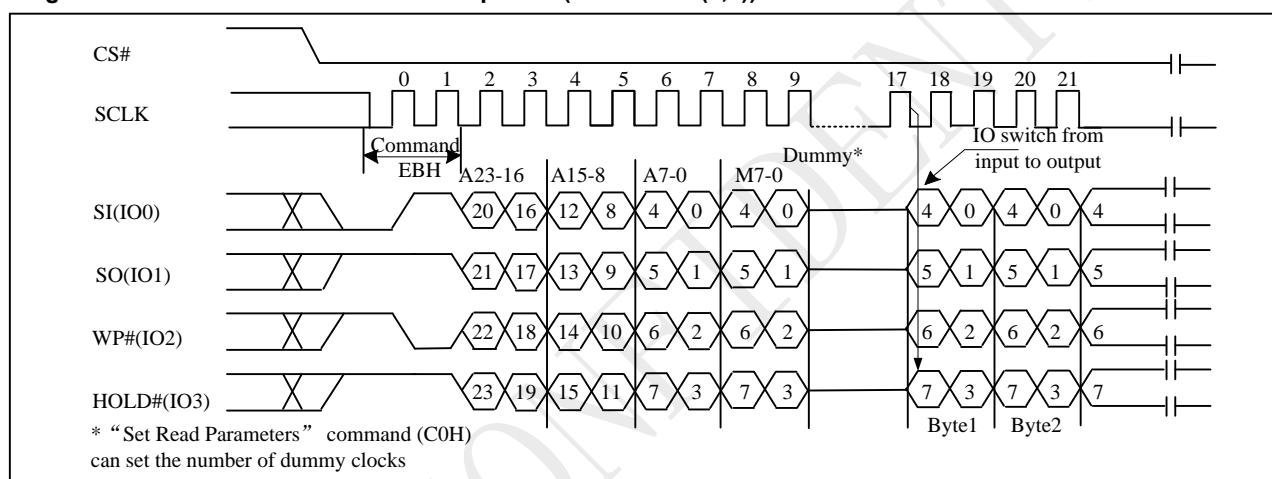 CS#
0 1 2 3 4 5 6 7 8 9 17 18 19 20 21
SCLK
Command
EBH
Dummy*
IO switch from
input to output
A23-16 A15-8 A7-0 M7-0
SI(IO0) 20 16 12 8 4 0 4 0 4 0 4 0 4
SO(IO1) 21 17 13 9 5 1 5 1 5 1 5 1 5
WP#(IO2) 22 18 14 10 6 2 6 2 6 2 6 2 6
HOLD#(IO3) 23 19 15 11 7 3 7 3 7 3 7 3 7
Byte1 Byte2
* “Set Read Parameters” command (C0H)
can set the number of dummy clocks